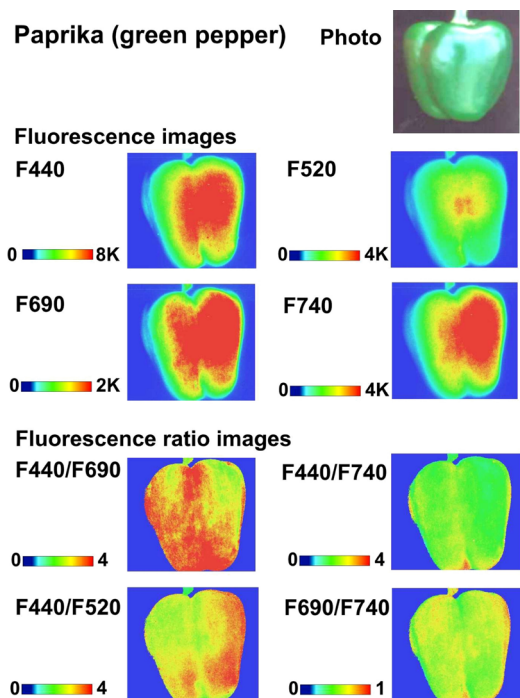 Paprika (green pepper) Photo
Fluorescence images
F440 F520
0 8K 0 4K
F690 F740
0 2K 0 4K
Fluorescence ratio images
F440/F690 F440/F740
0 4 0 4
F440/F520 F690/F740
0 4 0 1